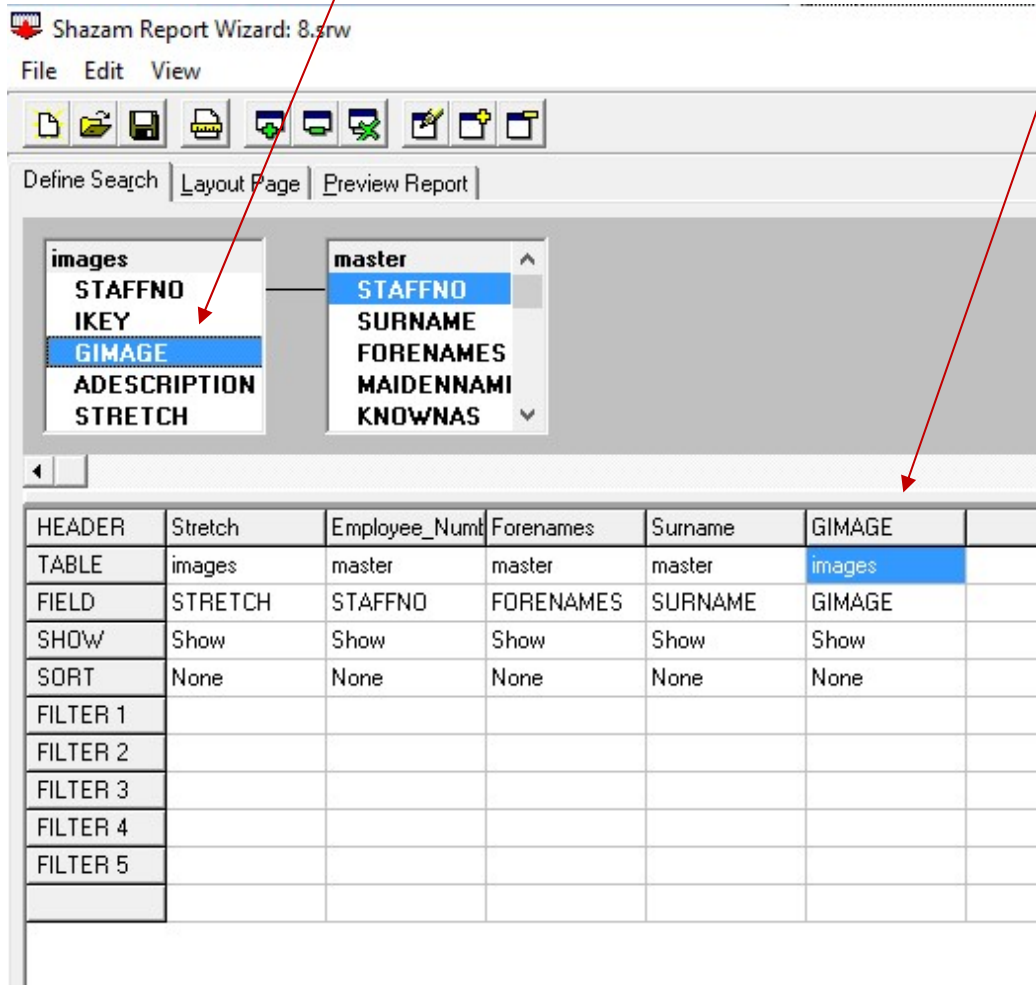 Shazam Report Wizard: 8.srw
File Edit View
Define Search Layout Page Preview Report
images
STAFFNO
IKEY
GIMAGE
ADESCRIPTION
STRETCH
master
STAFFNO
SURNAME
FORENAMES
MAIDENNAMI
KNOWNAS
HEADER Stretch Employee_Numb Forenames Surname GIMAGE
TABLE images master master master images
FIELD STRETCH STAFFNO FORENAMES SURNAME GIMAGE
SHOW Show Show Show Show Show
SORT None None None None None
FILTER 1
FILTER 2
FILTER 3
FILTER 4
FILTER 5